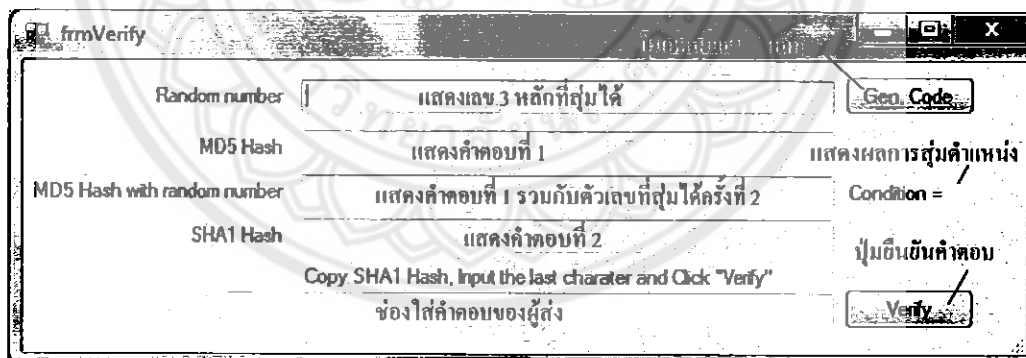 frmVerify
Random number แสดงเลข 3 หลักที่สุ่มได้ Gen. Code
MD5 Hash แสดงคำตอบที่ 1 แสดงผลการสุ่มตำแหน่ง
MD5 Hash with random number แสดงคำตอบที่ 1 รวมกับตัวเลขที่สุ่มได้ครั้งที่ 2 Condition =
SHA1 Hash แสดงคำตอบที่ 2
ปุ่มยืนยันคำตอบ
Copy SHA1 Hash, Input the last charater and Click "Verify"
ช่องใส่คำตอบของผู้ส่ง Verify